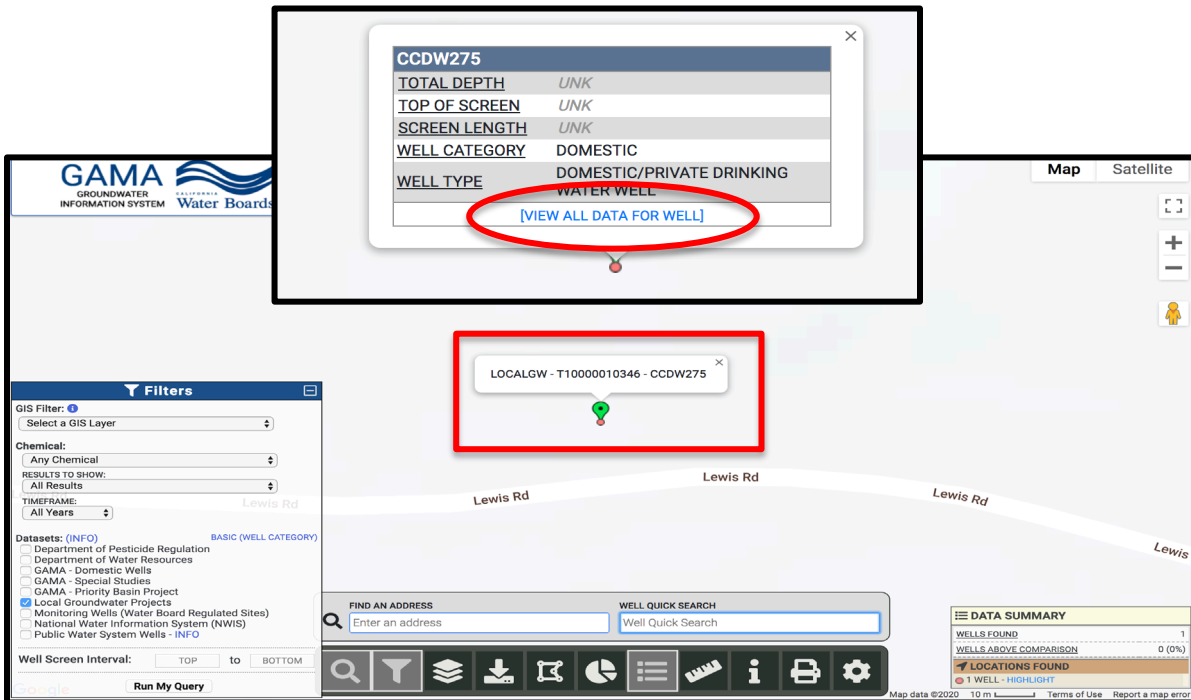 CCDW275
TOTAL DEPTH UNK
TOP OF SCREEN UNK
SCREEN LENGTH UNK
WELL CATEGORY DOMESTIC
WELL TYPE DOMESTIC/PRIVATE DRINKING WATER WELL
[VIEW ALL DATA FOR WELL]
GAMA
GROUNDWATER
INFORMATION SYSTEM
CALIFORNIA
Water Boards
Map Satellite
LOCALGW - T10000010346 - CCDW275
Lewis Rd
Lewis Rd
Lewis Rd
Lewis Rd
Lewis
Filters
GIS Filter:
Select a GIS Layer
Chemical:
Any Chemical
RESULTS TO SHOW:
All Results
TIMEFRAME:
All Years
Datasets: (INFO) BASIC (WELL CATEGORY)
Department of Pesticide Regulation
Department of Water Resources
GAMA - Domestic Wells
GAMA - Special Studies
GAMA - Priority Basin Project
Local Groundwater Projects
Monitoring Wells (Water Board Regulated Sites)
National Water Information System (NWIS)
Public Water System Wells - INFO
Well Screen Interval: TOP to BOTTOM
Run My Query
Google
FIND AN ADDRESS
Enter an address
WELL QUICK SEARCH
Well Quick Search
DATA SUMMARY
WELLS FOUND 1
WELLS ABOVE COMPARISON 0 (0%)
LOCATIONS FOUND
1 WELL - HIGHLIGHT
Map data ©2020 10 m Terms of Use Report a map error